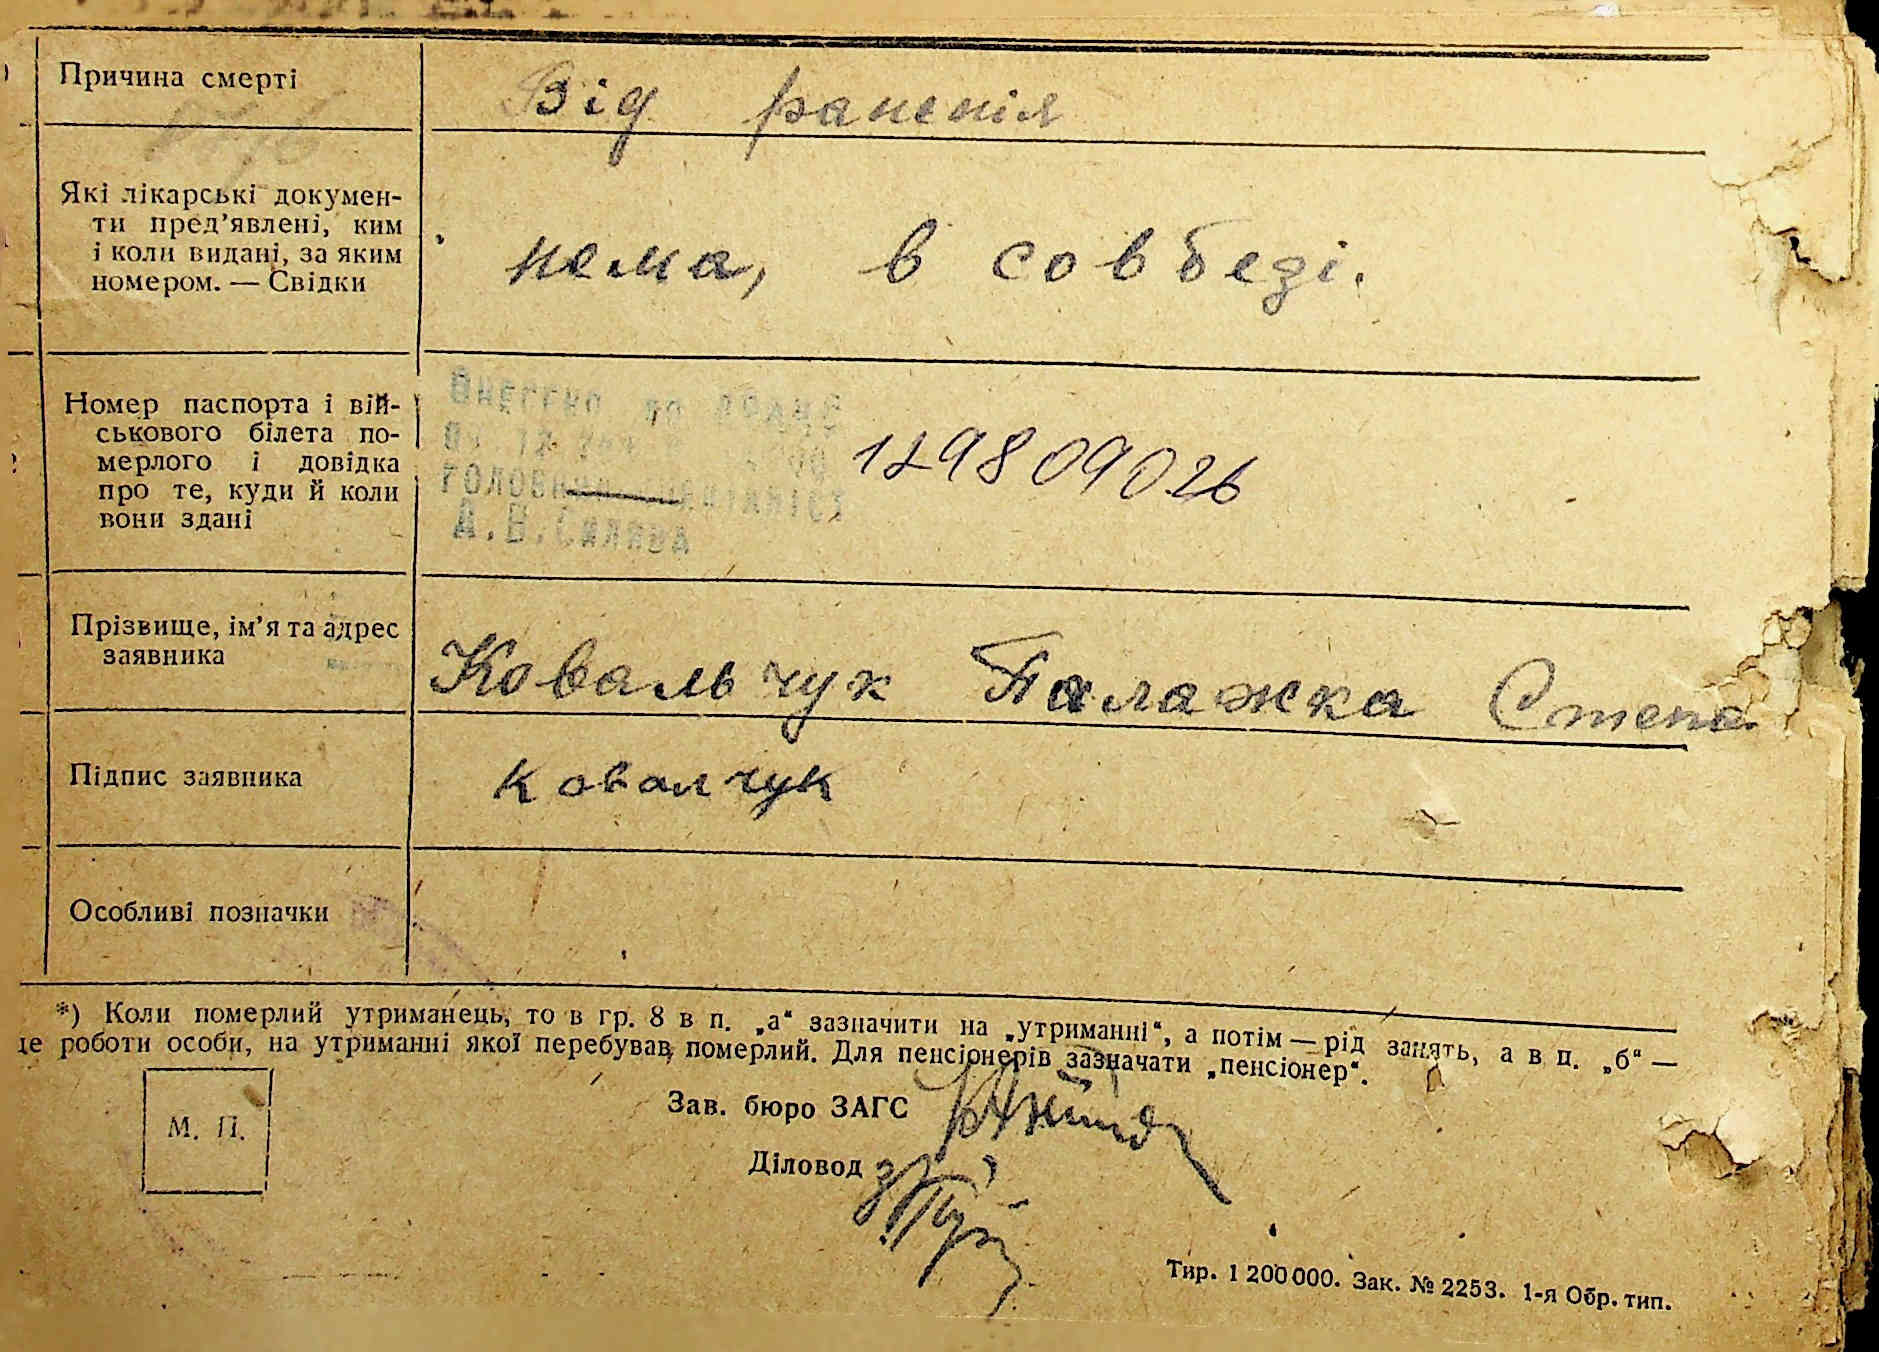 Причина смерті
Від ранепія
Які лікарські докумен-
ти пред’явлені, ким
і коли видані, за яким
номером. — Свідки
нема, в совбезі.
Номер паспорта і вій-
ськового білета по-
мерлого і довідка
про те, куди й коли
вони здані
Внесено до
129809026
Прізвище, ім’я та адрес
заявника
Ковальчук Палажка Степа
Підпис заявника
Ковалчук
Особливі позначки
*) Коли померлий утриманець, то в гр. 8 в п. „а“ зазначити на „утриманні“, а потім — рід занять, а в п. „б“ —
це роботи особи, на утриманні якої перебував померлий. Для пенсіонерів зазначати „пенсіонер“.
М. П.
Зав. бюро ЗАГС
Діловод
Тир. 1 200 000. Зак. № 2253. 1-я Обр. тип.